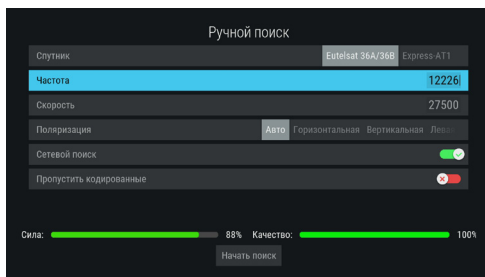 Ручной поиск
Спутник Eutelsat 36A/36B Express-AT1
Частота 12226
Скорость 27500
Поляризация Авто Горизонтальная Вертикальная
Сетевой поиск
Пропустить кодированные
Сила: 88% Качество: 100%
Начать поиск